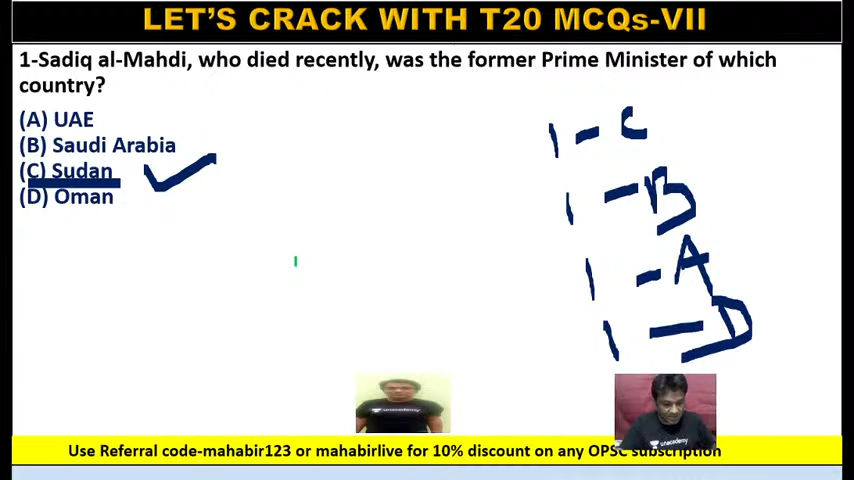 LET’S CRACK WITH T20 MCQs-VII
1-Sadiq al-Mahdi, who died recently, was the former Prime Minister of which
country?
(A) UAE
(B) Saudi Arabia
(C) Sudan
(D) Oman
1-C
1-B
1-A
1-D
unacademy
unacademy
Use Referral code-mahabir123 or mahabirlive for 10% discount on any OPSC subscription